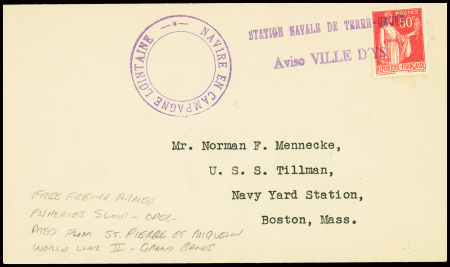 NAVIRE EN CAMPAGNE LOINTAINE
STATION NAVALE DE TERRE-NEUVE
Aviso VILLE D'YS
POSTES
50c
REPUBLIQUE FRANÇAISE
Mr. Norman F. Mennecke,
U. S. S. Tillman,
Navy Yard Station,
Boston, Mass.
FREE FRENCH ARMED
FISHERIES SLOOP - OPER-
ATED FROM ST. PIERRE ET MIQUELON
WORLD WAR II - GRAND BANKS